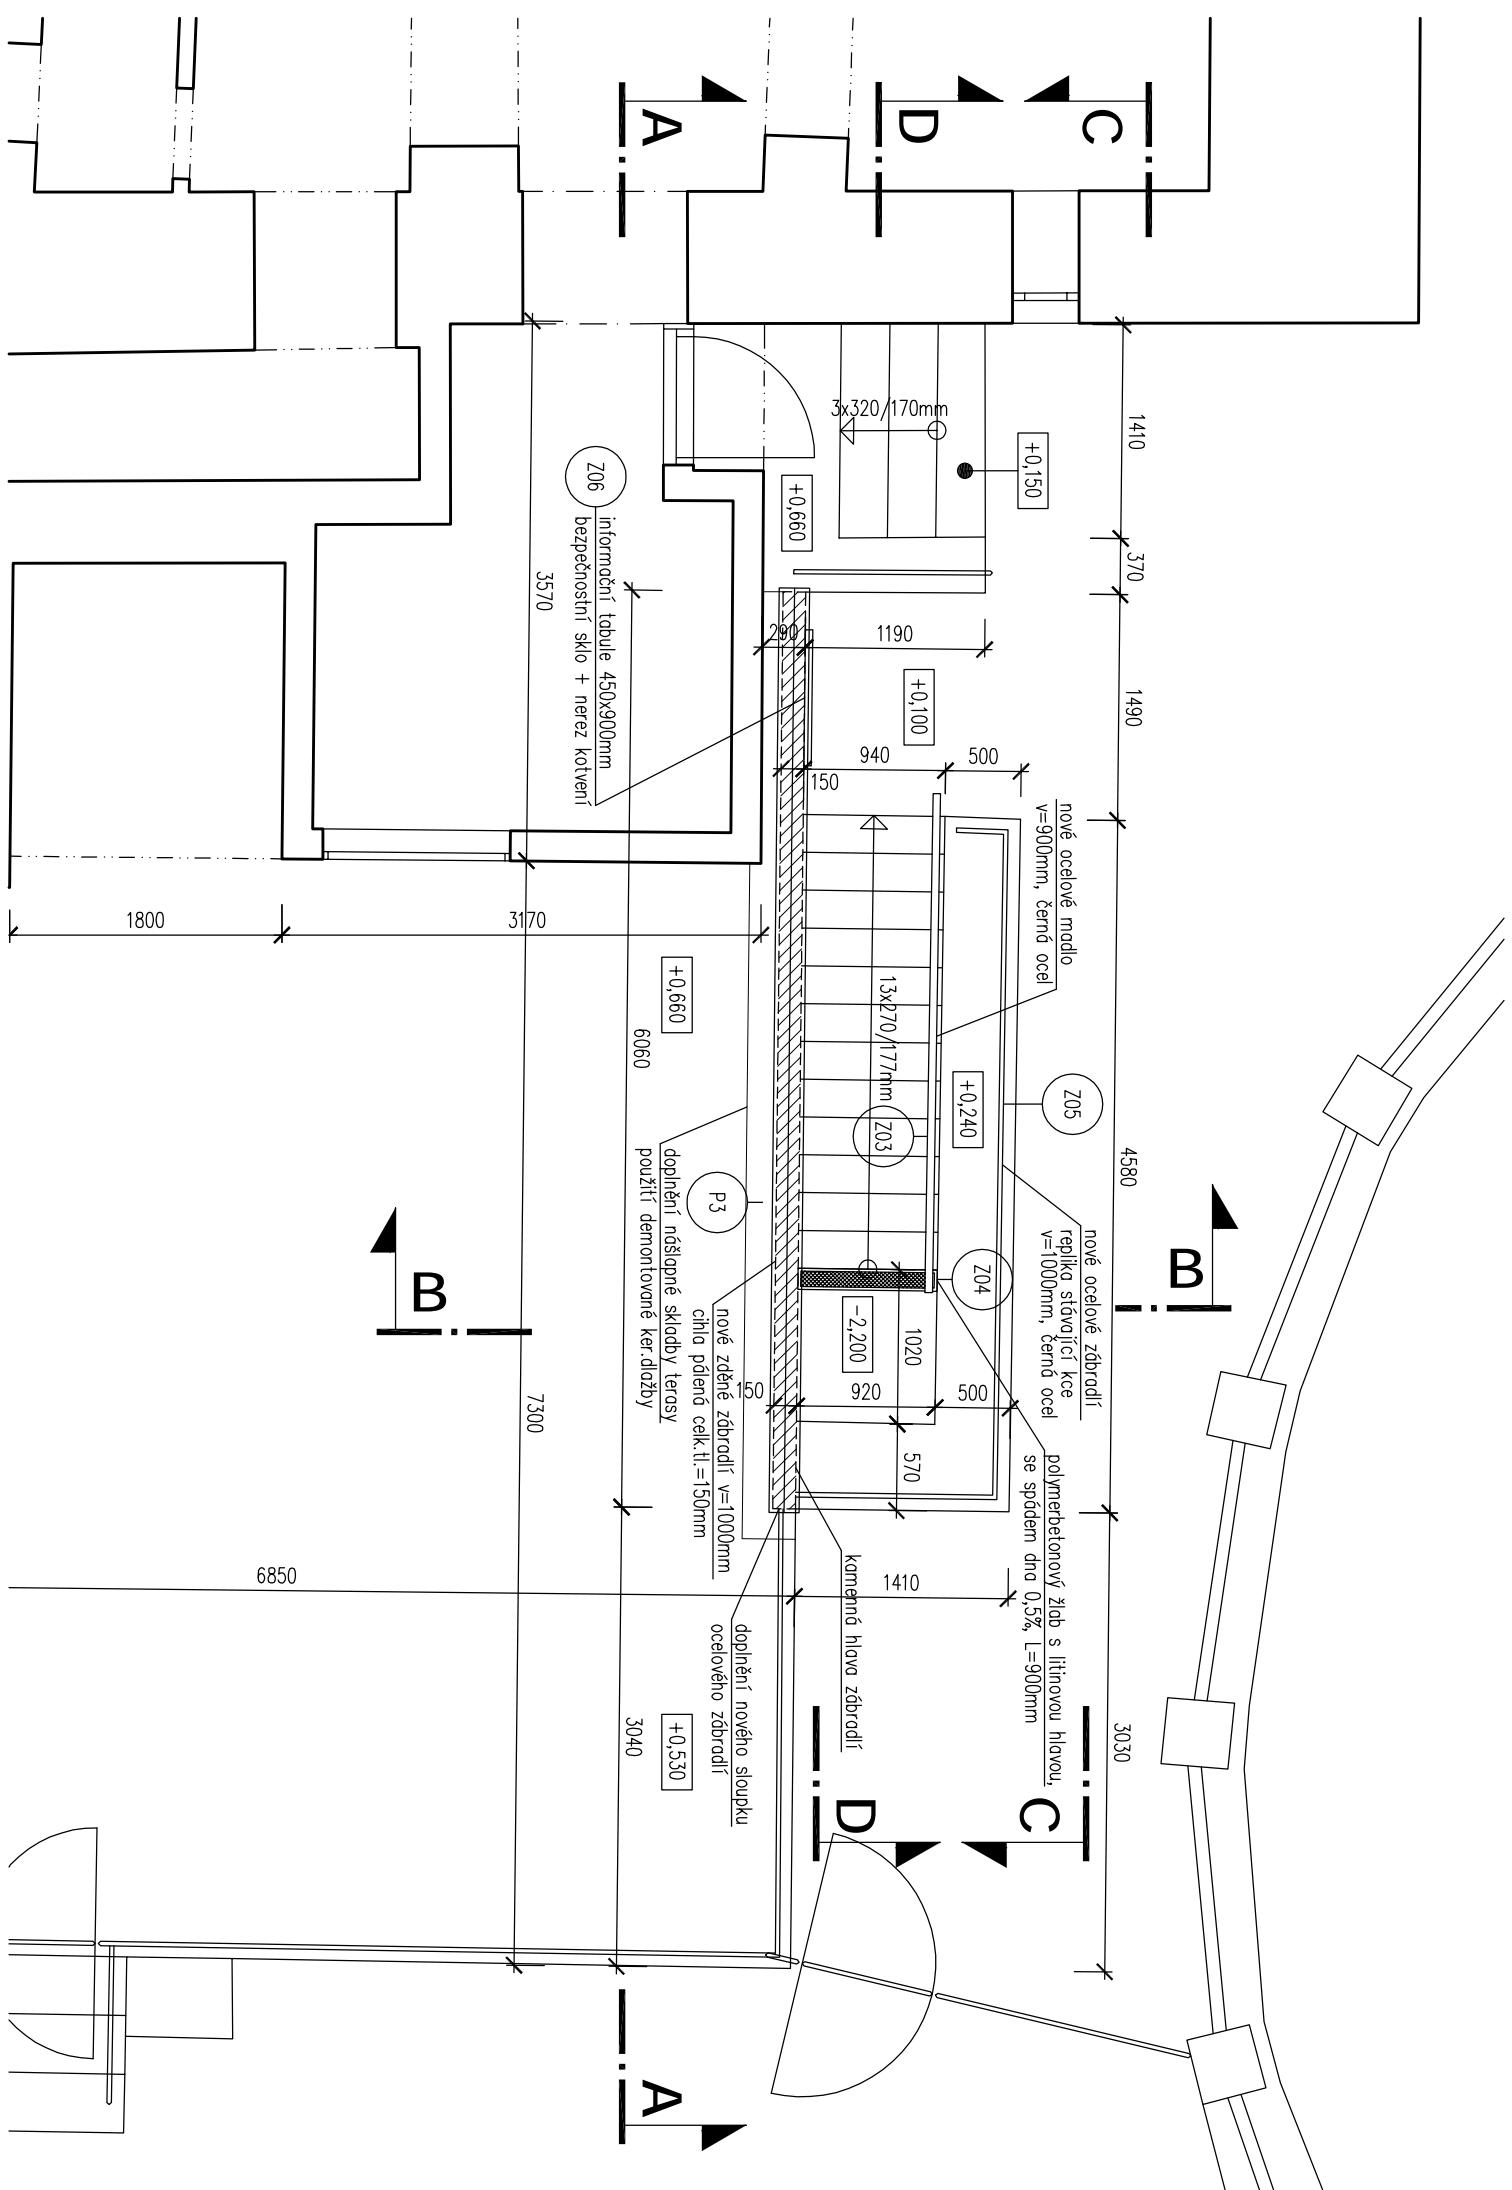 A
D
C
3x320/170mm
+0,150
1410
370
+0,660
Z06
informační tabule 450x900mm
bezpečnostní sklo + nerez kotvení
3570
290
1190
+0,100
1490
940
500
150
nové ocelové madlo
v=900mm, černá ocel
1800
3170
+0,660
6060
13x270/177mm
Z03
+0,240
Z05
4580
P3
doplnění nášlapné skladby terasy
použití demontované ker.dlažby
nové ocelové zábradlí
replika stávající kce
v=1000mm, černá ocel
B
B
Z04
-2,200
1020
150
920
500
570
nové zděné zábradlí v=1000mm
cihla pálená celk.tl.=150mm
7300
polymerbetonový žlab s litinovou hlavou,
se spádem dna 0,5%, L=900mm
kamenná hlava zábradlí
6850
1410
doplnění nového sloupku
ocelového zábradlí
3040
+0,530
3030
D
C
A